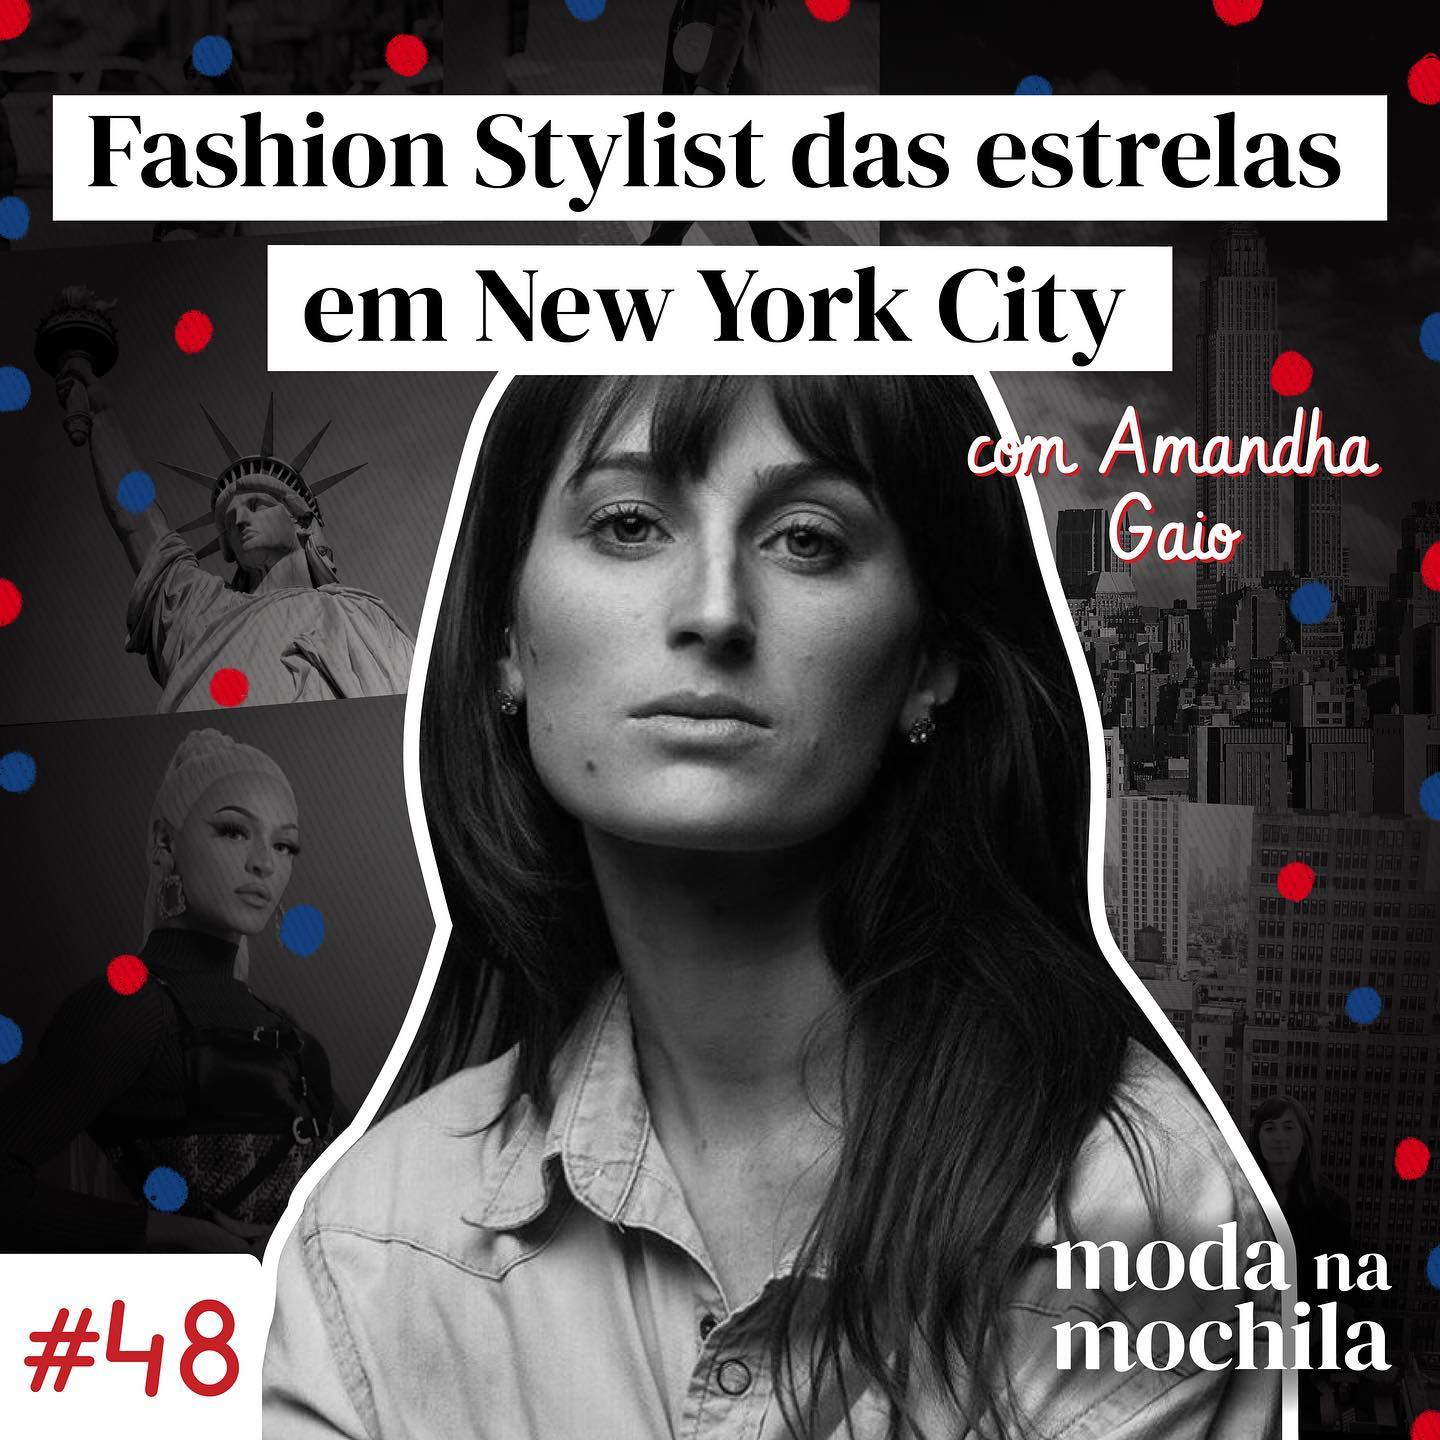 Fashion Stylist das estrelas
em New York City
com Amandha
Gaio
#48
moda na
mochila